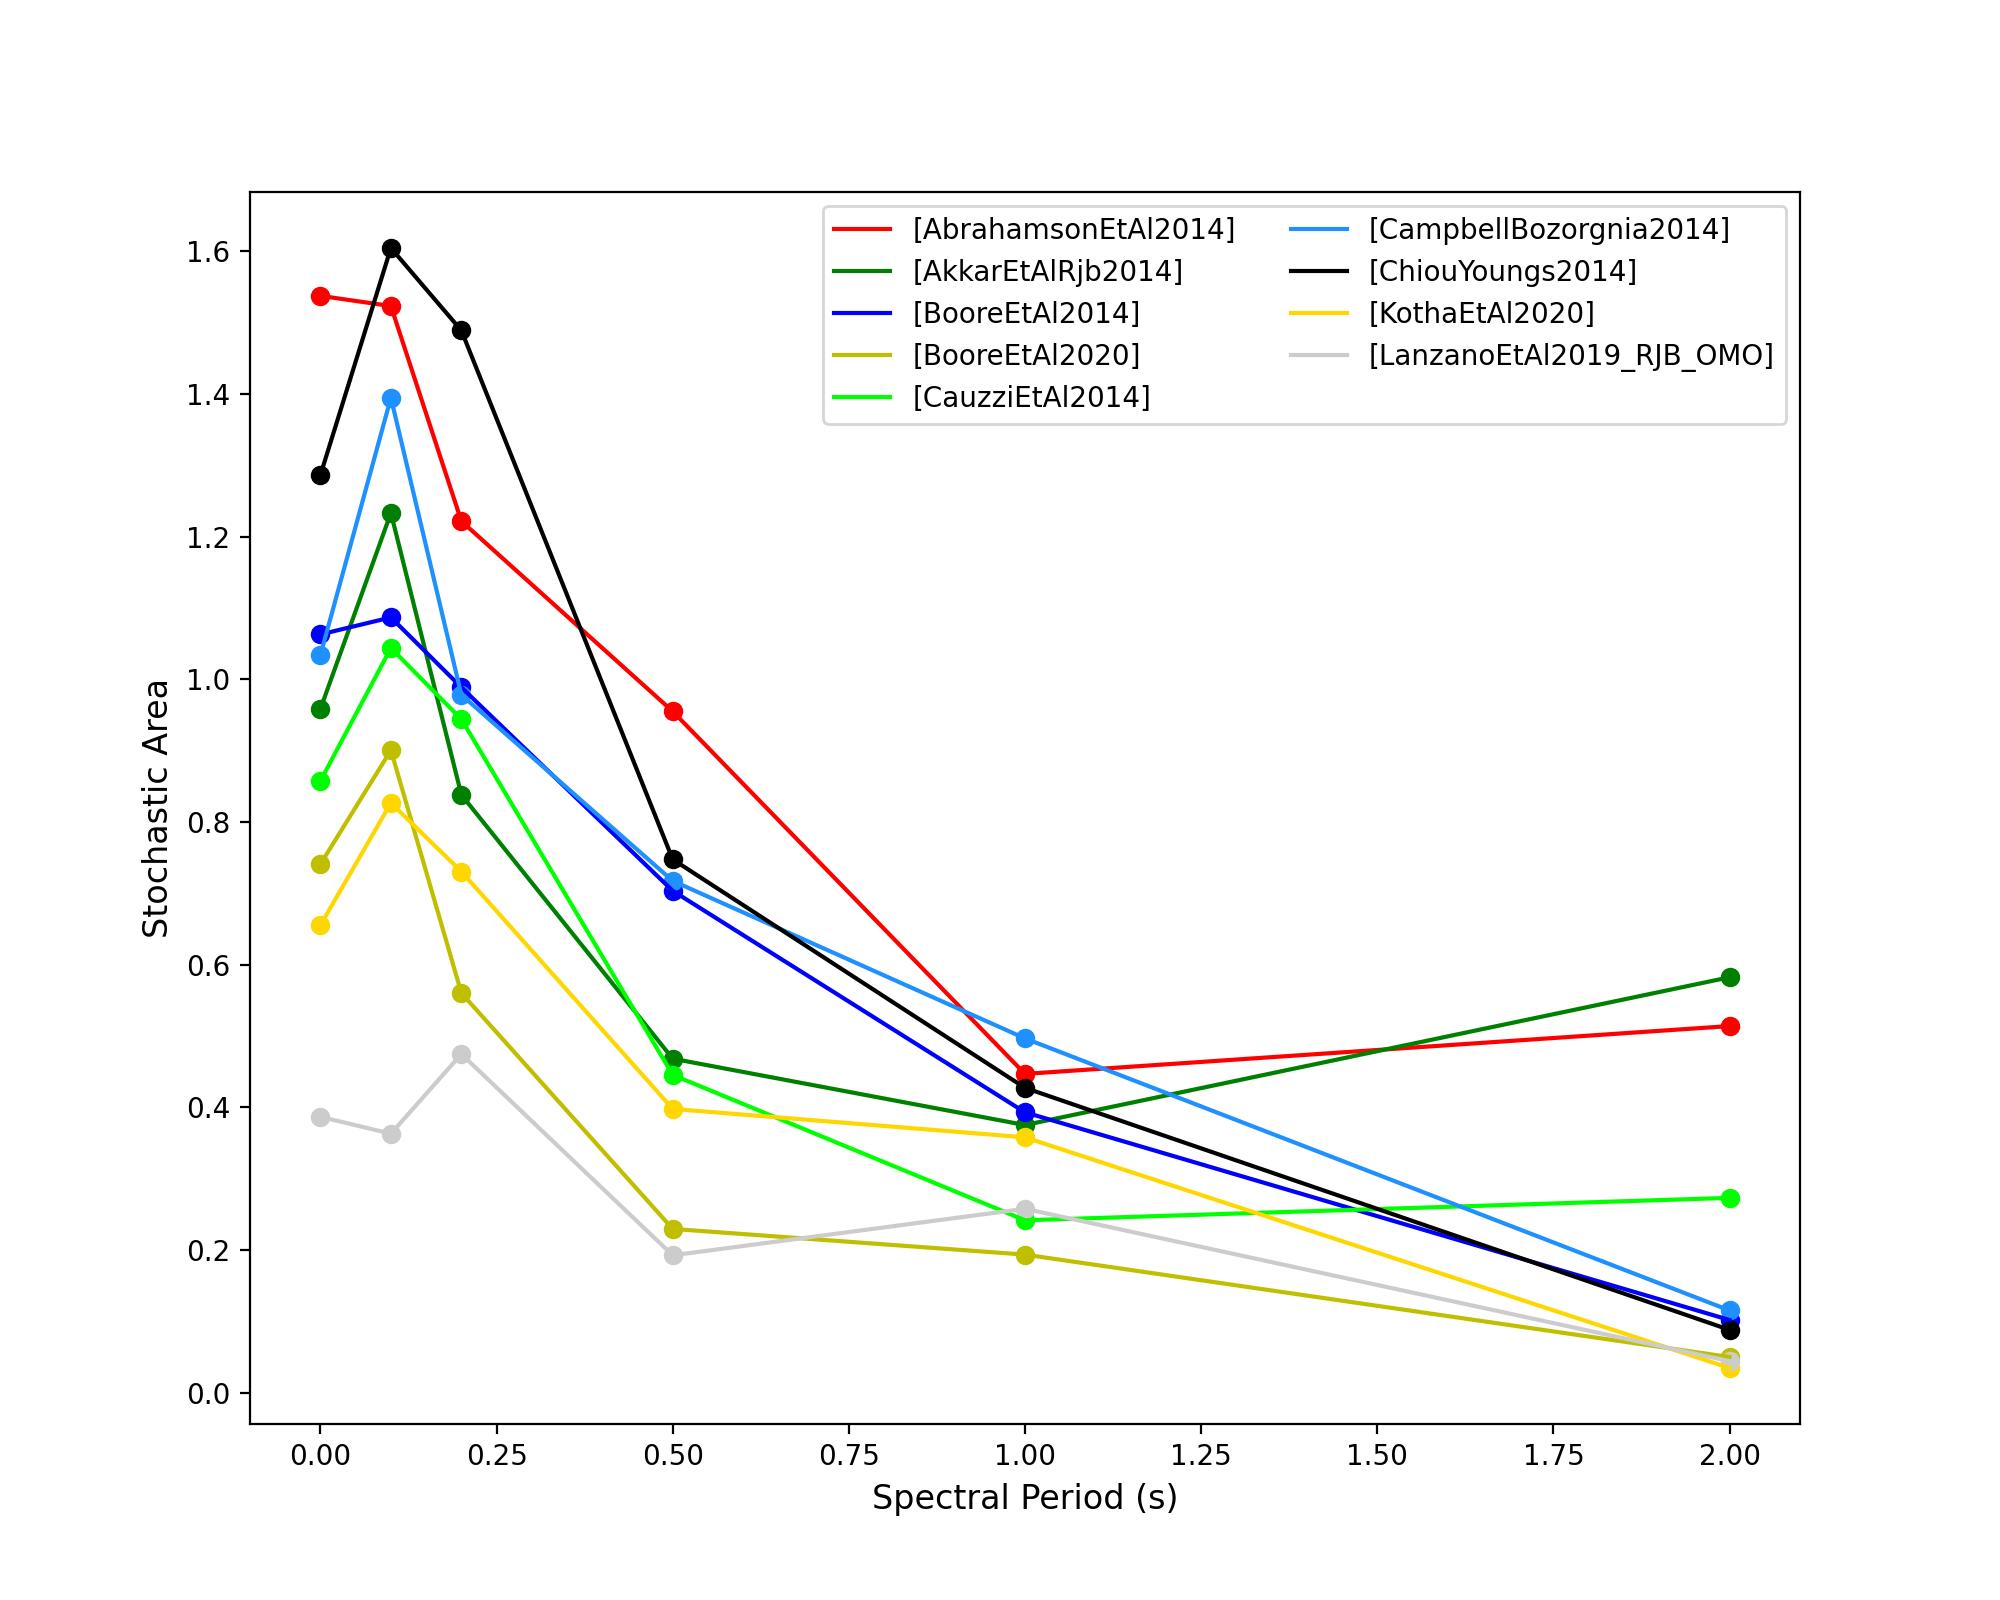 [AbrahamsonEtAl2014]
[AkkarEtAlRjb2014]
[BooreEtAl2014]
[BooreEtAl2020]
[CauzziEtAl2014]
[CampbellBozorgnia2014]
[ChiouYoungs2014]
[KothaEtAl2020]
[LanzanoEtAl2019_RJB_OMO]
1.6
1.4
1.2
1.0
0.8
0.6
0.4
0.2
0.0
Stochastic Area
0.00 0.25 0.50 0.75 1.00 1.25 1.50 1.75 2.00
Spectral Period (s)